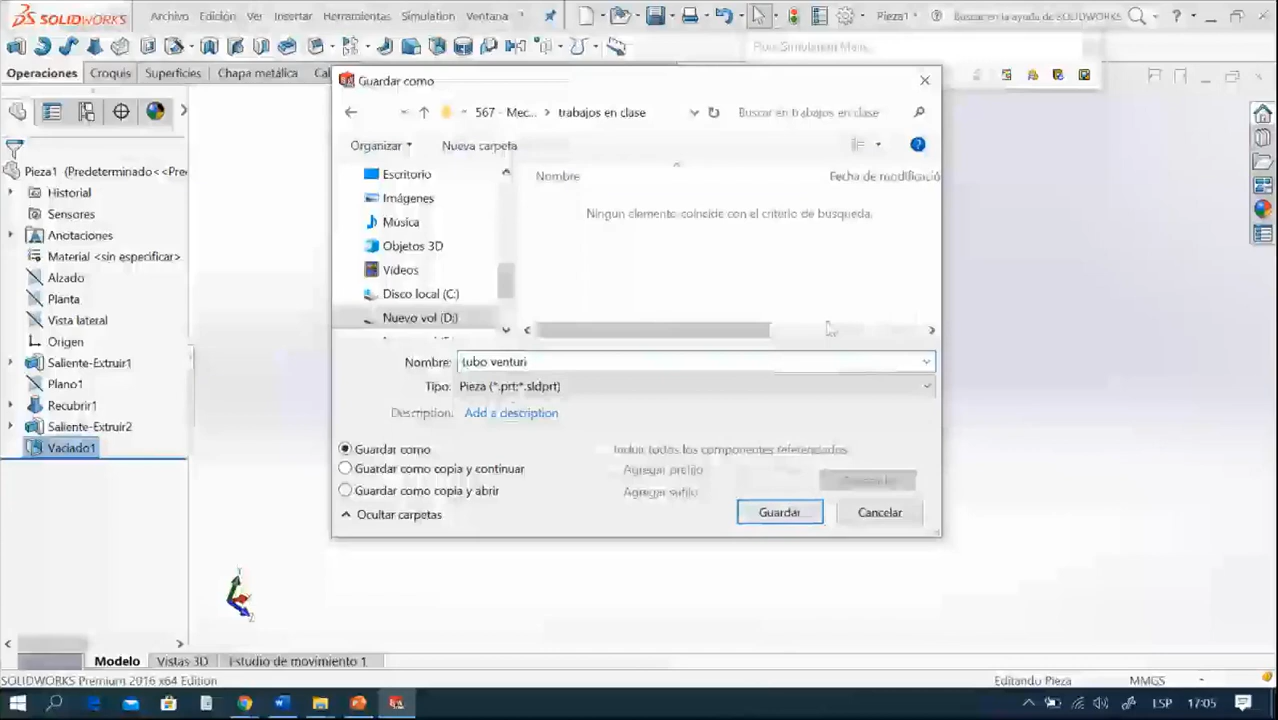 SOLIDWORKS Archivo Edición Ver Insertar Herramientas Simulation Ventana Pieza1 * Buscar en la ayuda de SOLIDWORKS
Operaciones Croquis Superficies Chapa metálica
Guardar como
567 - Mec... > trabajos en clase
Buscar en trabajos en clase
Organizar Nueva carpeta
Escritorio
Imágenes
Música
Objetos 3D
Vídeos
Disco local (C:)
Nuevo vol (D:)
Nombre Fecha de modificació
Ningún elemento coincide con el criterio de búsqueda.
Nombre: tubo venturi
Tipo: Pieza (*.prt;*.sldprt)
Description: Add a description
Guardar como
Guardar como copia y continuar
Guardar como copia y abrir
Incluir todos los componentes referenciados
Agregar prefijo
Agregar sufijo
Ocultar carpetas
Guardar
Cancelar
Pieza1 (Predeterminado<<Pre
Historial
Sensores
Anotaciones
Material <sin especificar>
Alzado
Planta
Vista lateral
Origen
Saliente-Extruir1
Plano1
Recubrir1
Saliente-Extruir2
Vaciado1
Modelo Vistas 3D Estudio de movimiento 1
SOLIDWORKS Premium 2016 x64 Edition Editando Pieza MMGS
ESP 17:05